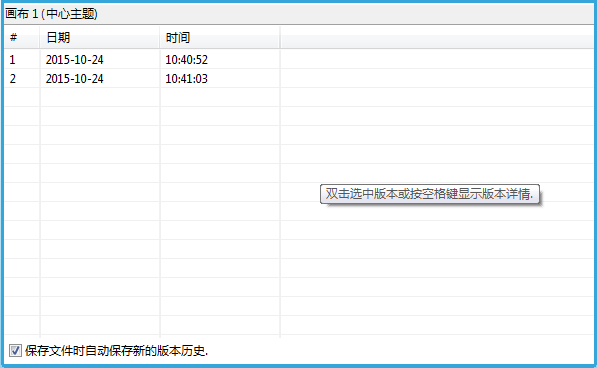 画布 1 (中心主题)
# 日期 时间
1 2015-10-24 10:40:52
2 2015-10-24 10:41:03
双击选中版本或按空格键显示版本详情.
保存文件时自动保存新的版本历史.